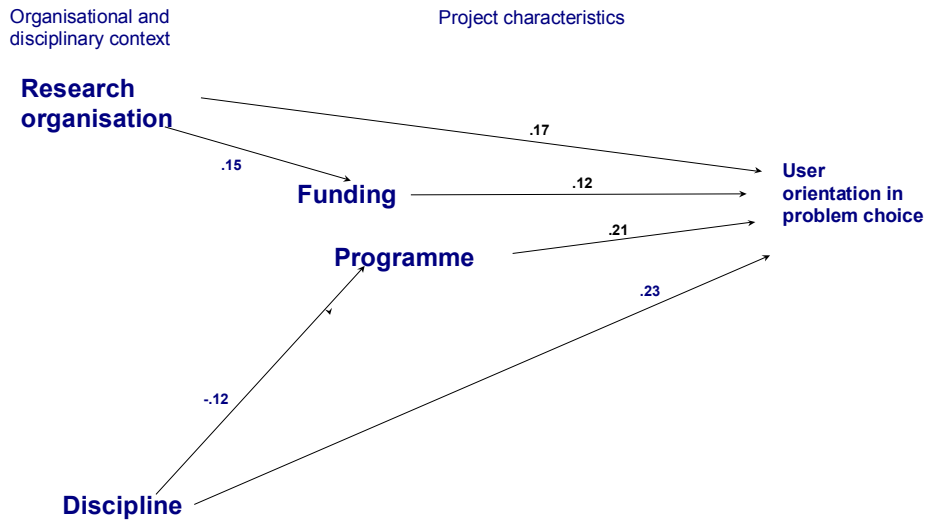 Organisational and
disciplinary context
Project characteristics
Research
organisation
.17
.15
User
orientation in
problem choice
Funding
.12
.21
Programme
.23
-.12
Discipline